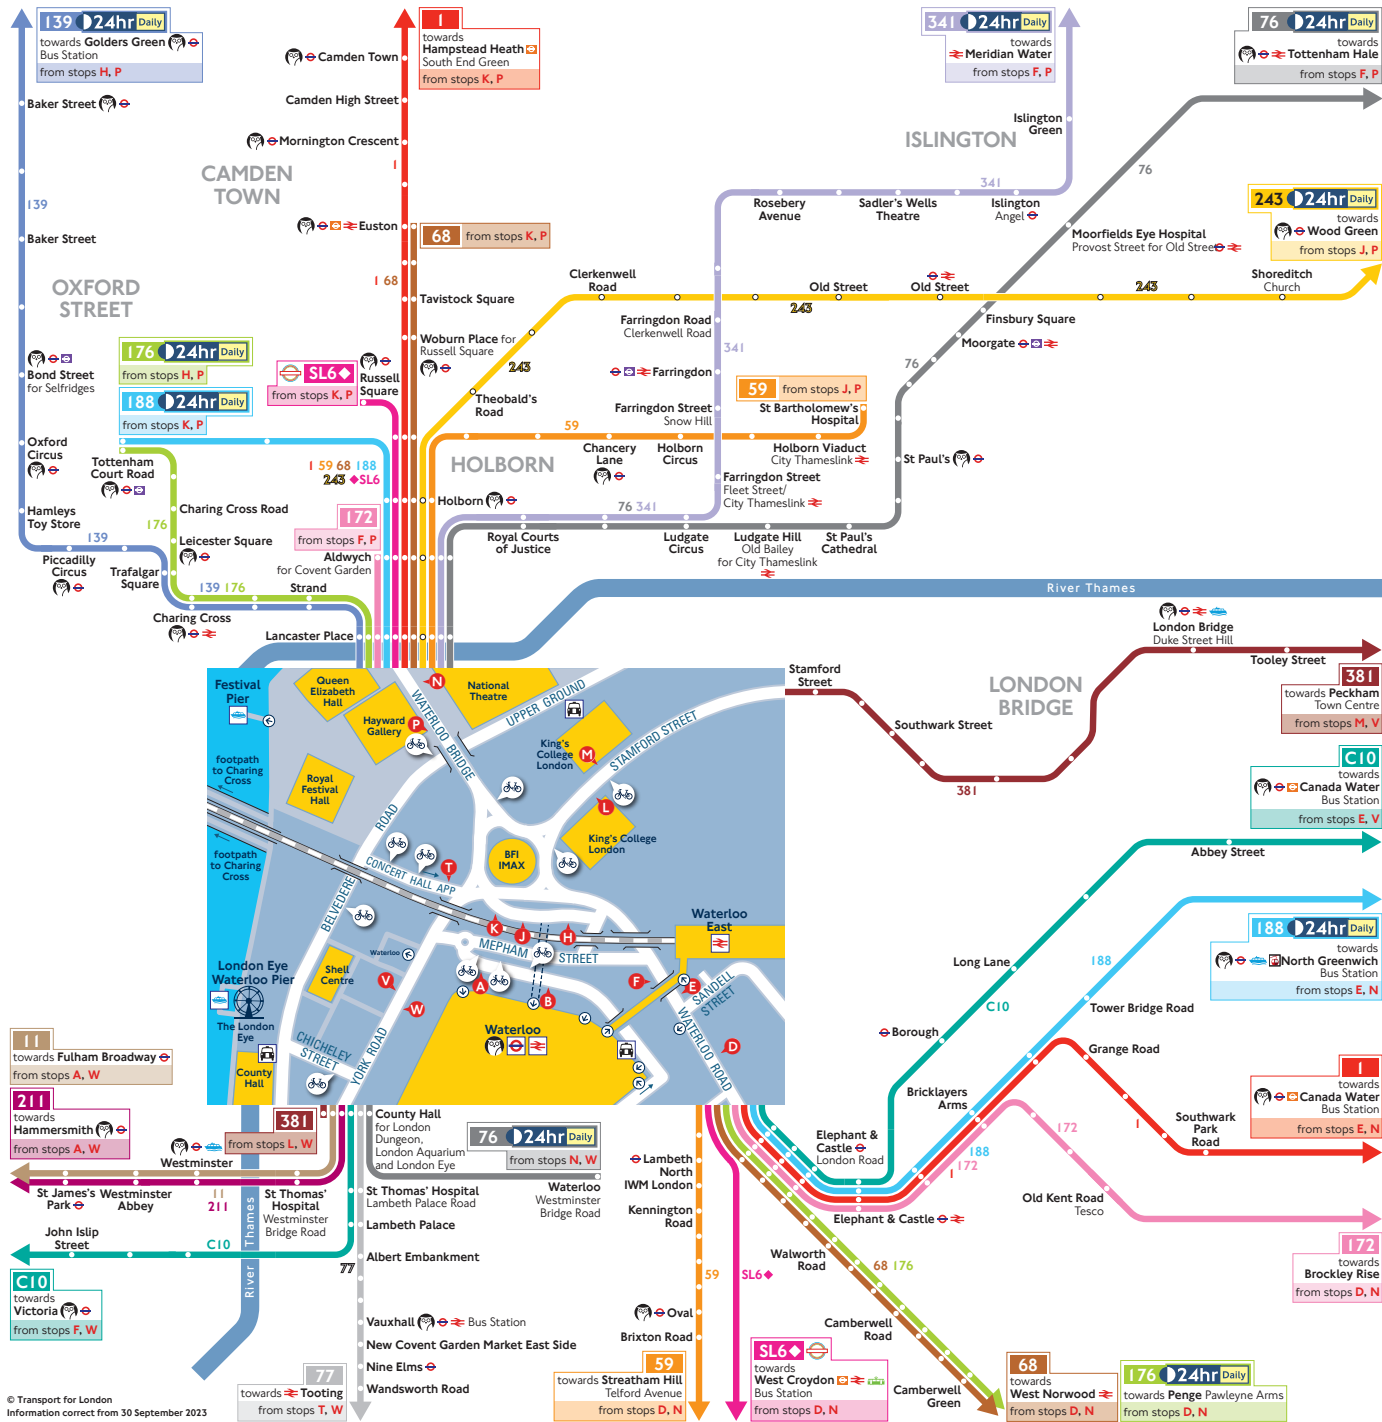 139 24hr Daily
towards Golders Green
Bus Station
from stops H, P
Baker Street
139
Baker Street
OXFORD
STREET
Bond Street
for Selfridges
Oxford
Circus
Hamleys
Toy Store
139
Piccadilly
Circus
Trafalgar
Square
Charing Cross
139 176
Strand
Lancaster Place
1
towards
Hampstead Heath
South End Green
from stops K, P
Camden Town
Camden High Street
Mornington Crescent
1
CAMDEN
TOWN
Euston
68 from stops K, P
1 68
Tavistock Square
Woburn Place for
Russell Square
176 24hr Daily
from stops H, P
188 24hr Daily
from stops K, P
SL6
from stops K, P
Russell
Square
Tottenham
Court Road
Charing Cross Road
176
Leicester Square
1 59 68 188
243 SL6
172
from stops F, P
Aldwych
for Covent Garden
Holborn
HOLBORN
243
Theobald's
Road
Clerkenwell
Road
243
Old Street
Old Street
243
Shoreditch
Church
243 24hr Daily
towards
Wood Green
from stops J, P
341 24hr Daily
towards
Meridian Water
from stops F, P
ISLINGTON
Islington
Green
341
Rosebery
Avenue
Sadler's Wells
Theatre
Islington
Angel
76 24hr Daily
towards
Tottenham Hale
from stops F, P
76
Moorfields Eye Hospital
Provost Street for Old Street
Finsbury Square
Moorgate
76
Farringdon Road
Clerkenwell Road
341
Farringdon
Farringdon Street
Snow Hill
59 from stops J, P
St Bartholomew's
Hospital
59
Chancery
Lane
Holborn
Circus
Holborn Viaduct
City Thameslink
Farringdon Street
Fleet Street/
City Thameslink
St Paul's
76 341
Royal Courts
of Justice
Ludgate
Circus
Ludgate Hill
Old Bailey
for City Thameslink
St Paul's
Cathedral
River Thames
London Bridge
Duke Street Hill
Tooley Street
Stamford
Street
Southwark Street
LONDON
BRIDGE
381
381
towards Peckham
Town Centre
from stops M, V
C10
towards
Canada Water
Bus Station
from stops E, V
Abbey Street
Long Lane
C10
Borough
188
Tower Bridge Road
188 24hr Daily
towards
North Greenwich
Bus Station
from stops E, N
Grange Road
Bricklayers
Arms
1
towards
Canada Water
Bus Station
from stops E, N
Southwark
Park
Road
1
172
188
172
1
Old Kent Road
Tesco
172
towards
Brockley Rise
from stops D, N
Elephant &
Castle
London Road
Elephant & Castle
Festival
Pier
Queen
Elizabeth
Hall
N
National
Theatre
Hayward
Gallery
P
WATERLOO BRIDGE
UPPER GROUND
King's
College
London
M
STAMFORD STREET
footpath
to Charing
Cross
Royal
Festival
Hall
L
King's College
London
ROAD
BELVEDERE
footpath
to Charing
Cross
CONCERT HALL APP
T
BFI
IMAX
K
J
H
MEPHAM STREET
Waterloo
East
Waterloo
Shell
Centre
V
W
A
B
F
E
SANDELL
STREET
London Eye
Waterloo Pier
The London
Eye
Waterloo
D
WATERLOO ROAD
CHICHELEY
STREET
YORK ROAD
County
Hall
11
towards Fulham Broadway
from stops A, W
211
towards
Hammersmith
from stops A, W
381
from stops L, W
Westminster
St James's
Park
Westminster
Abbey
11
211
St Thomas'
Hospital
Westminster
Bridge Road
John Islip
Street
C10
River Thames
C10
towards
Victoria
from stops F, W
County Hall
for London
Dungeon,
London Aquarium
and London Eye
76 24hr Daily
from stops N, W
Waterloo
Westminster
Bridge Road
St Thomas' Hospital
Lambeth Palace Road
Lambeth Palace
Albert Embankment
77
Vauxhall Bus Station
New Covent Garden Market East Side
Nine Elms
Wandsworth Road
77
towards Tooting
from stops T, W
Lambeth
North
IWM London
Kennington
Road
59
SL6
Oval
Brixton Road
59
towards Streatham Hill
Telford Avenue
from stops D, N
SL6
towards
West Croydon
Bus Station
from stops D, N
Walworth
Road
68 176
Camberwell
Road
Camberwell
Green
68
towards
West Norwood
from stops D, N
176 24hr Daily
towards Penge Pawleyne Arms
from stops D, N
© Transport for London
Information correct from 30 September 2023